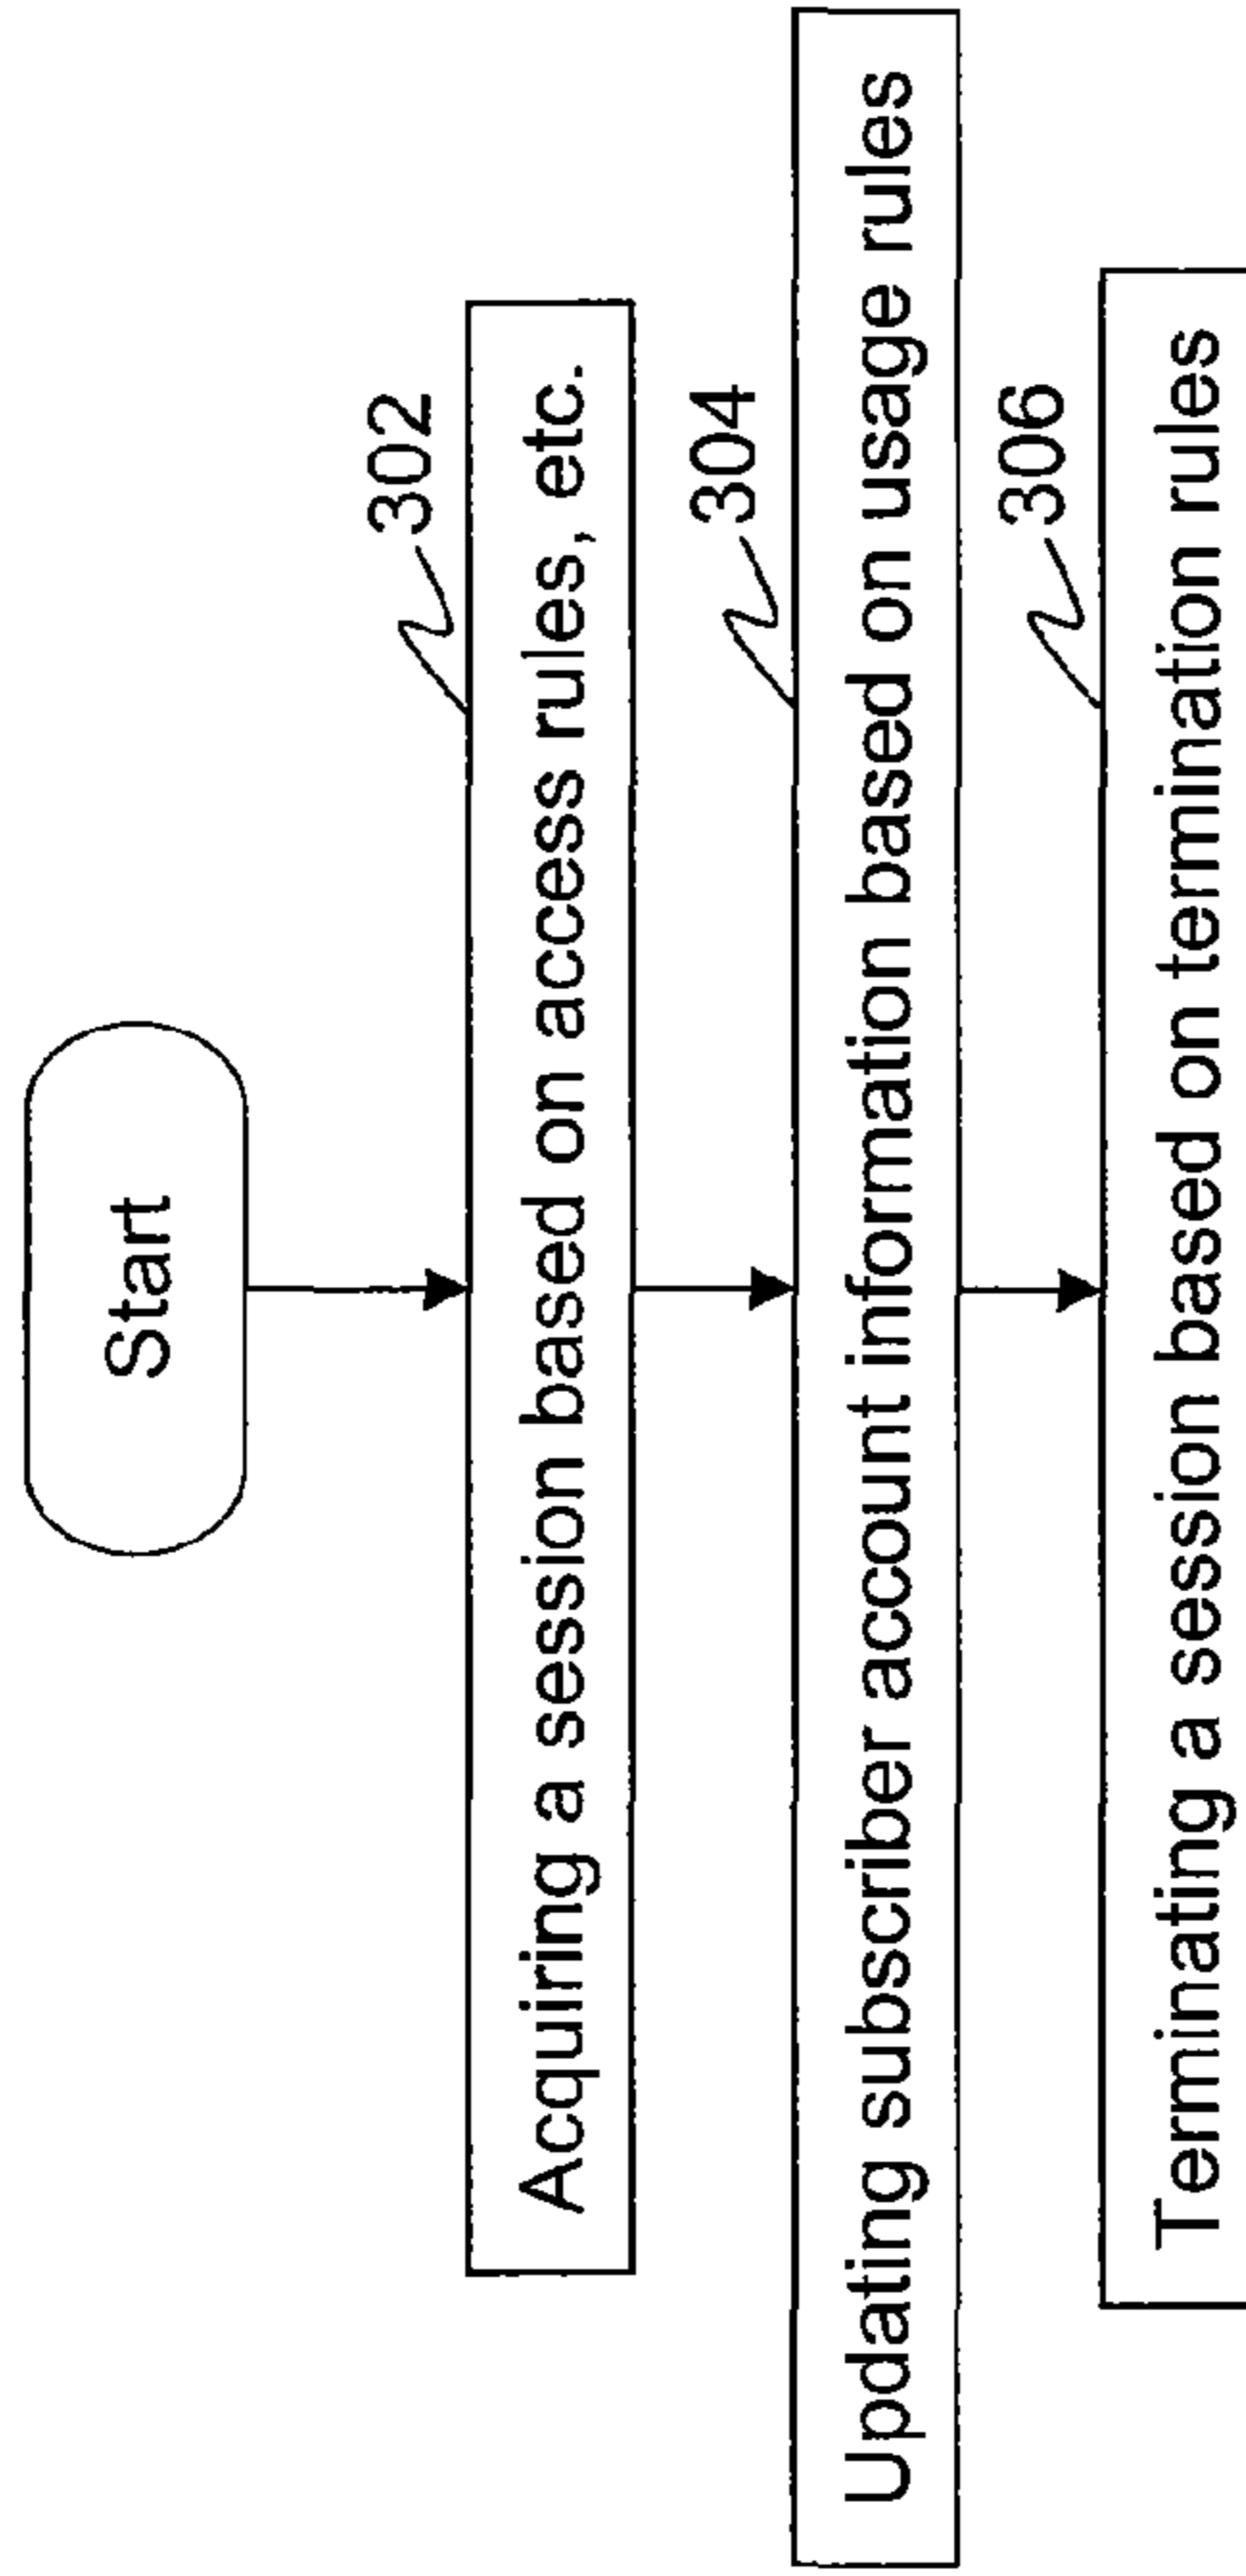 Start
302
Acquiring a session based on access rules, etc.
304
Updating subscriber account information based on usage rules
306
Terminating a session based on termination rules